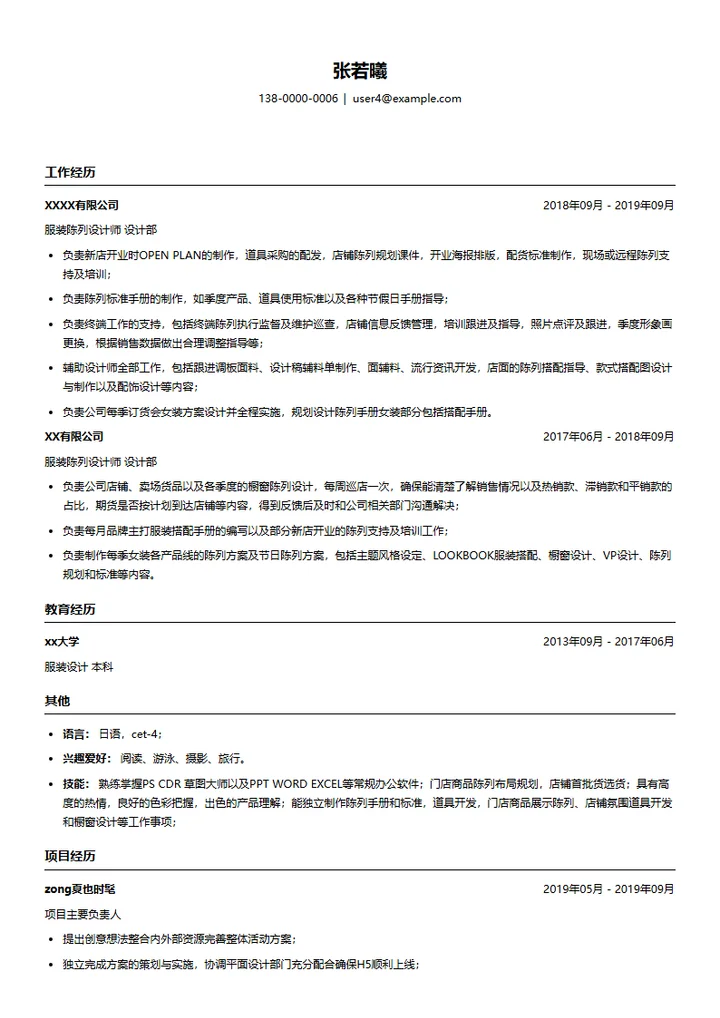 张若曦
138-0000-0006 | user4@example.com
工作经历
XXXX有限公司 2018年09月 - 2019年09月
服装陈列设计师 设计部
• 负责新店开业时OPEN PLAN的制作，道具采购的配发，店铺陈列规划课件，开业海报排版，配货标准制作，现场或远程陈列支
持及培训；
• 负责陈列标准手册的制作，如季度产品、道具使用标准以及各种节假日手册指导；
• 负责终端工作的支持，包括终端陈列执行监督及维护巡查，店铺信息反馈管理，培训跟进及指导，照片点评及跟进，季度形象画
更换，根据销售数据做出合理调整指导等；
• 辅助设计师全部工作，包括跟进调板面料、设计稿辅料单制作、面辅料、流行资讯开发，店面的陈列搭配指导、款式搭配图设计
与制作以及配饰设计等内容；
• 负责公司每季订货会女装方案设计并全程实施，规划设计陈列手册女装部分包括搭配手册。
XX有限公司 2017年06月 - 2018年09月
服装陈列设计师 设计部
• 负责公司店铺、卖场货品以及各季度的橱窗陈列设计，每周巡店一次，确保能清楚了解销售情况以及热销款、滞销款和平销款的
占比，期货是否按计划到达店铺等内容，得到反馈后及时和公司相关部门沟通解决；
• 负责每月品牌主打服装搭配手册的编写以及部分新店开业的陈列支持及培训工作；
• 负责制作每季女装各产品线的陈列方案及节日陈列方案，包括主题风格设定、LOOKBOOK服装搭配、橱窗设计、VP设计、陈列
规划和标准等内容。
教育经历
xx大学 2013年09月 - 2017年06月
服装设计 本科
其他
• 语言： 日语，cet-4；
• 兴趣爱好： 阅读、游泳、摄影、旅行。
• 技能： 熟练掌握PS CDR 草图大师以及PPT WORD EXCEL等常规办公软件；门店商品陈列布局规划，店铺首批货选货；具有高
度的热情，良好的色彩把握，出色的产品理解；能独立制作陈列手册和标准，道具开发，门店商品展示陈列、店铺氛围道具开发
和橱窗设计等工作事项；
项目经历
zong夏也时髦 2019年05月 - 2019年09月
项目主要负责人
• 提出创意想法整合内外部资源完善整体活动方案；
• 独立完成方案的策划与实施，协调平面设计部门充分配合确保H5顺利上线；